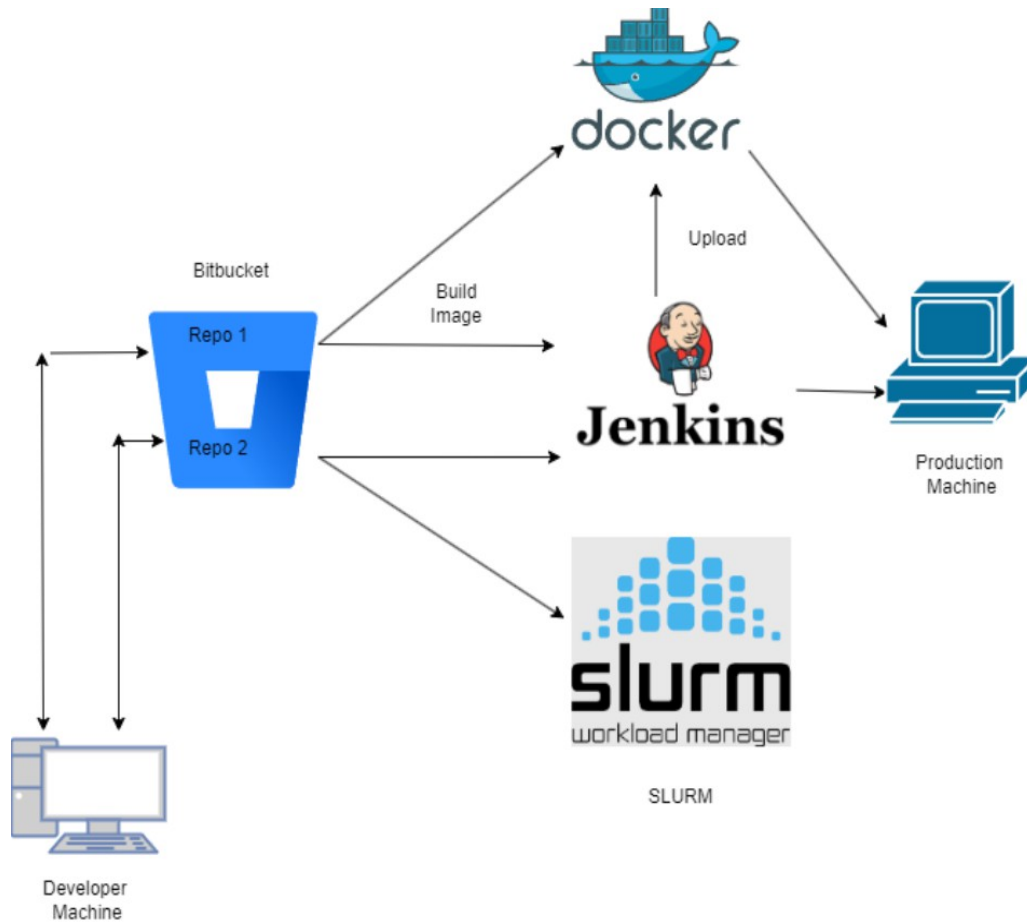 docker
Upload
Bitbucket
Build
Image
Repo 1
Repo 2
Jenkins
Production
Machine
slurm
workload manager
SLURM
Developer
Machine